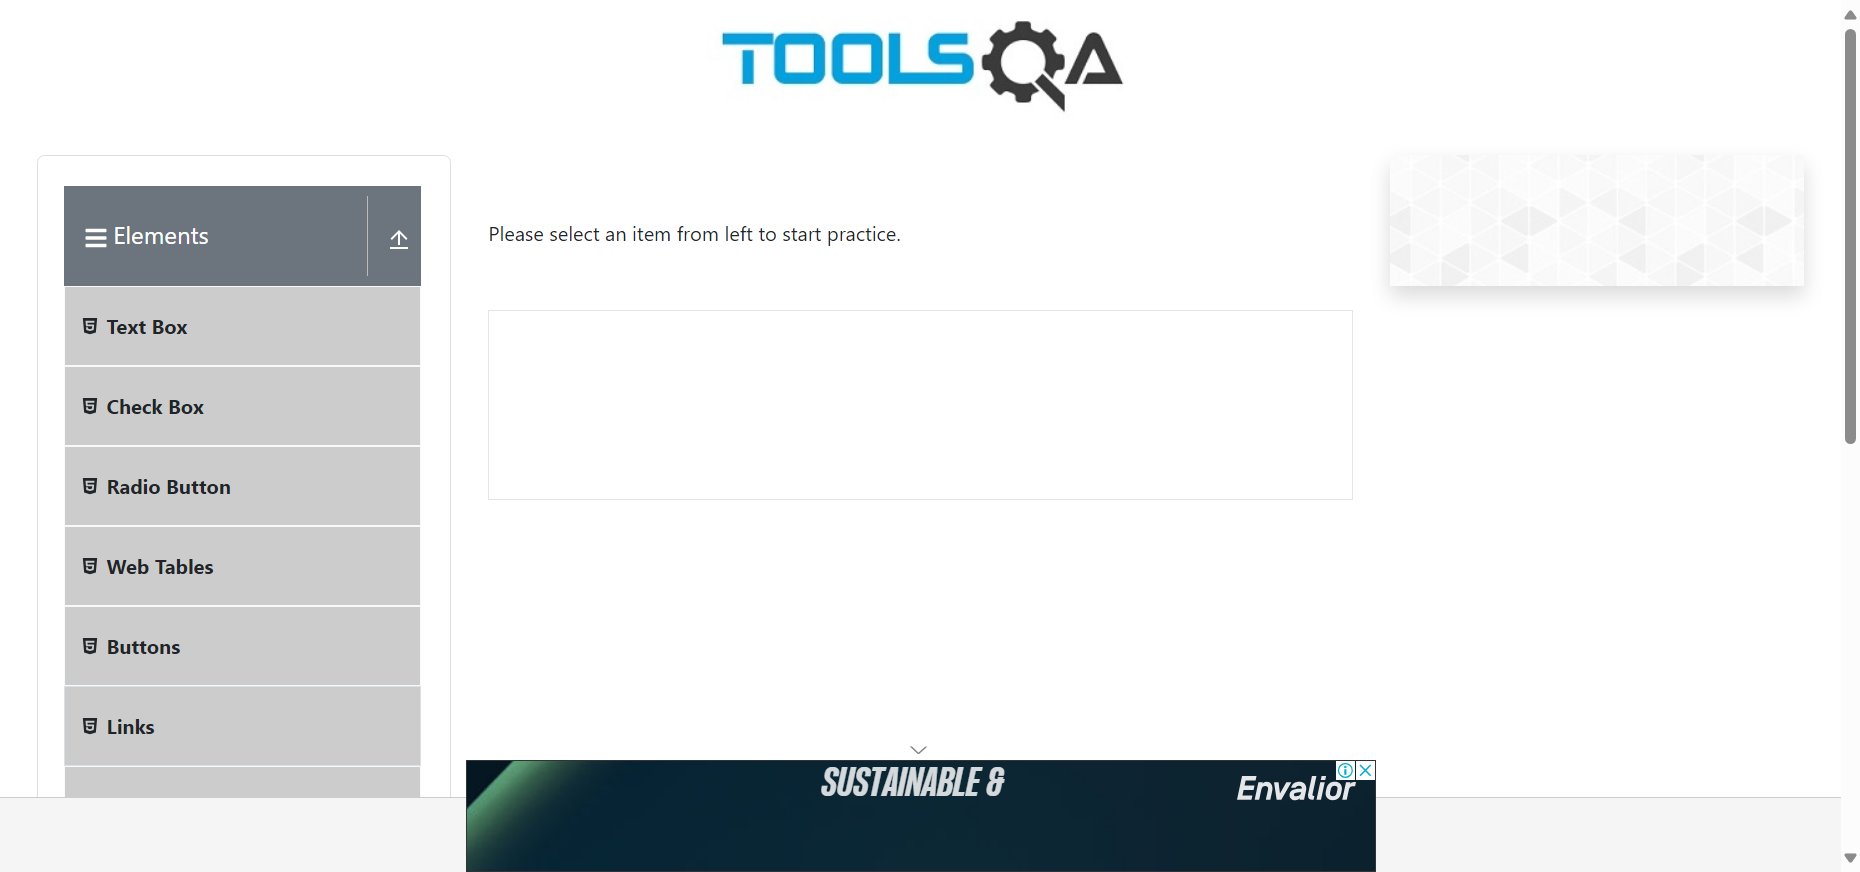 TOOLSQA
Elements
Please select an item from left to start practice.
Text Box
Check Box
Radio Button
Web Tables
Buttons
Links
SUSTAINABLE &
Envalior